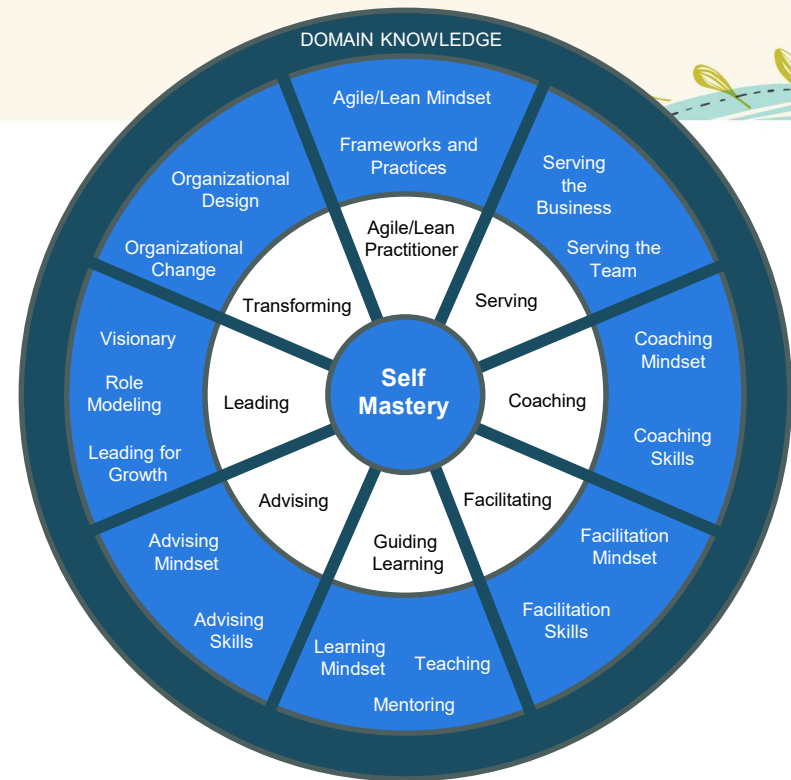 DOMAIN KNOWLEDGE
Agile/Lean Mindset
Frameworks and
Practices
Agile/Lean
Practitioner
Serving
the
Business
Serving the
Team
Serving
Coaching
Mindset
Coaching
Skills
Coaching
Facilitation
Mindset
Facilitation
Skills
Facilitating
Guiding
Learning
Learning
Mindset
Teaching
Mentoring
Advising
Advising
Mindset
Advising
Skills
Leading
Visionary
Role
Modeling
Leading for
Growth
Transforming
Organizational
Design
Organizational
Change
Self
Mastery